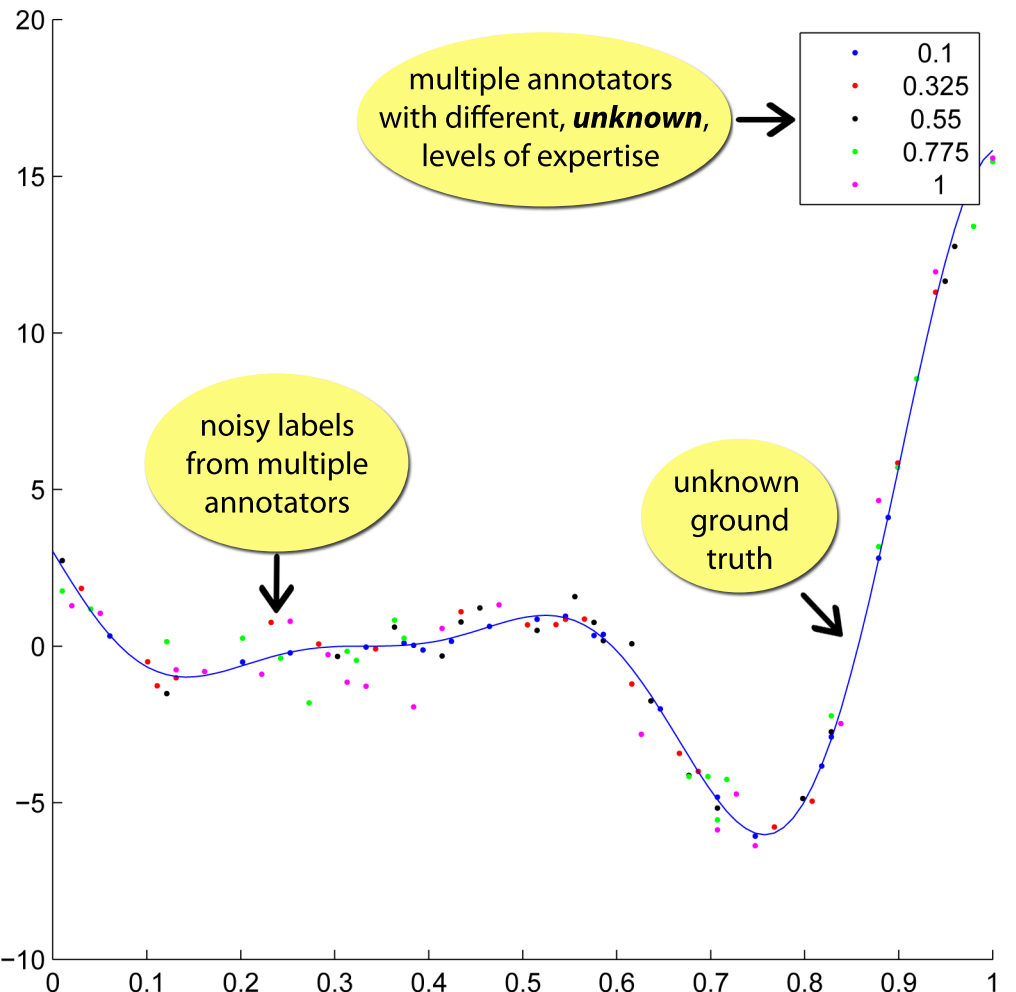 20
15
10
5
0
−5
−10
0 0.1 0.2 0.3 0.4 0.5 0.6 0.7 0.8 0.9 1
multiple annotators
with different, unknown,
levels of expertise
0.1
0.325
0.55
0.775
1
noisy labels
from multiple
annotators
unknown
ground
truth